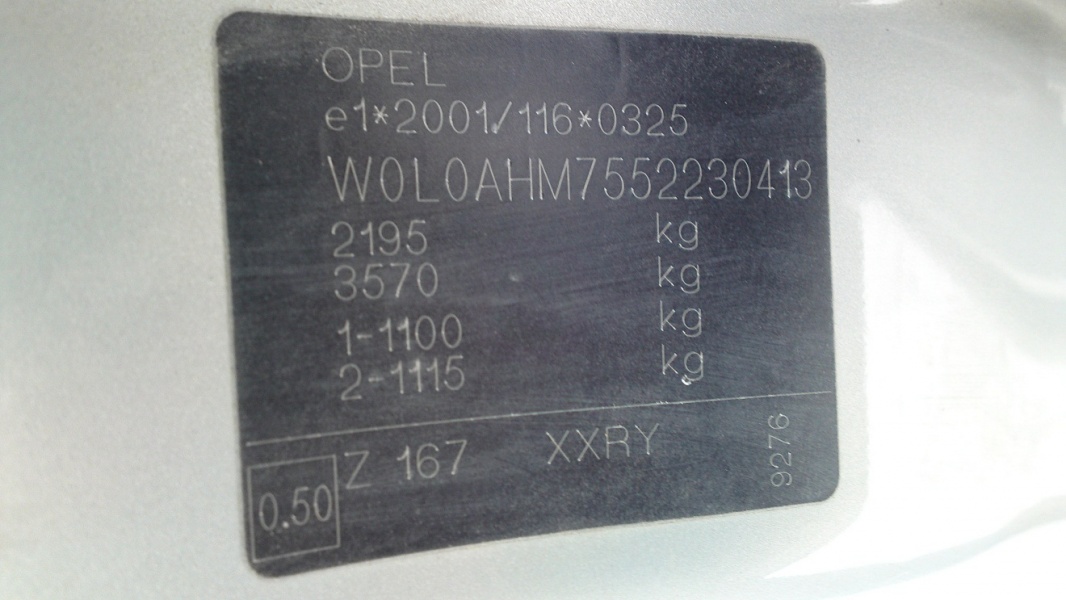 OPEL
e1*2001/116*0325
W0L0AHM7552230413
2195 kg
3570 kg
1-1100 kg
2-1115 kg
Z 167 XXRY
0.50
9276